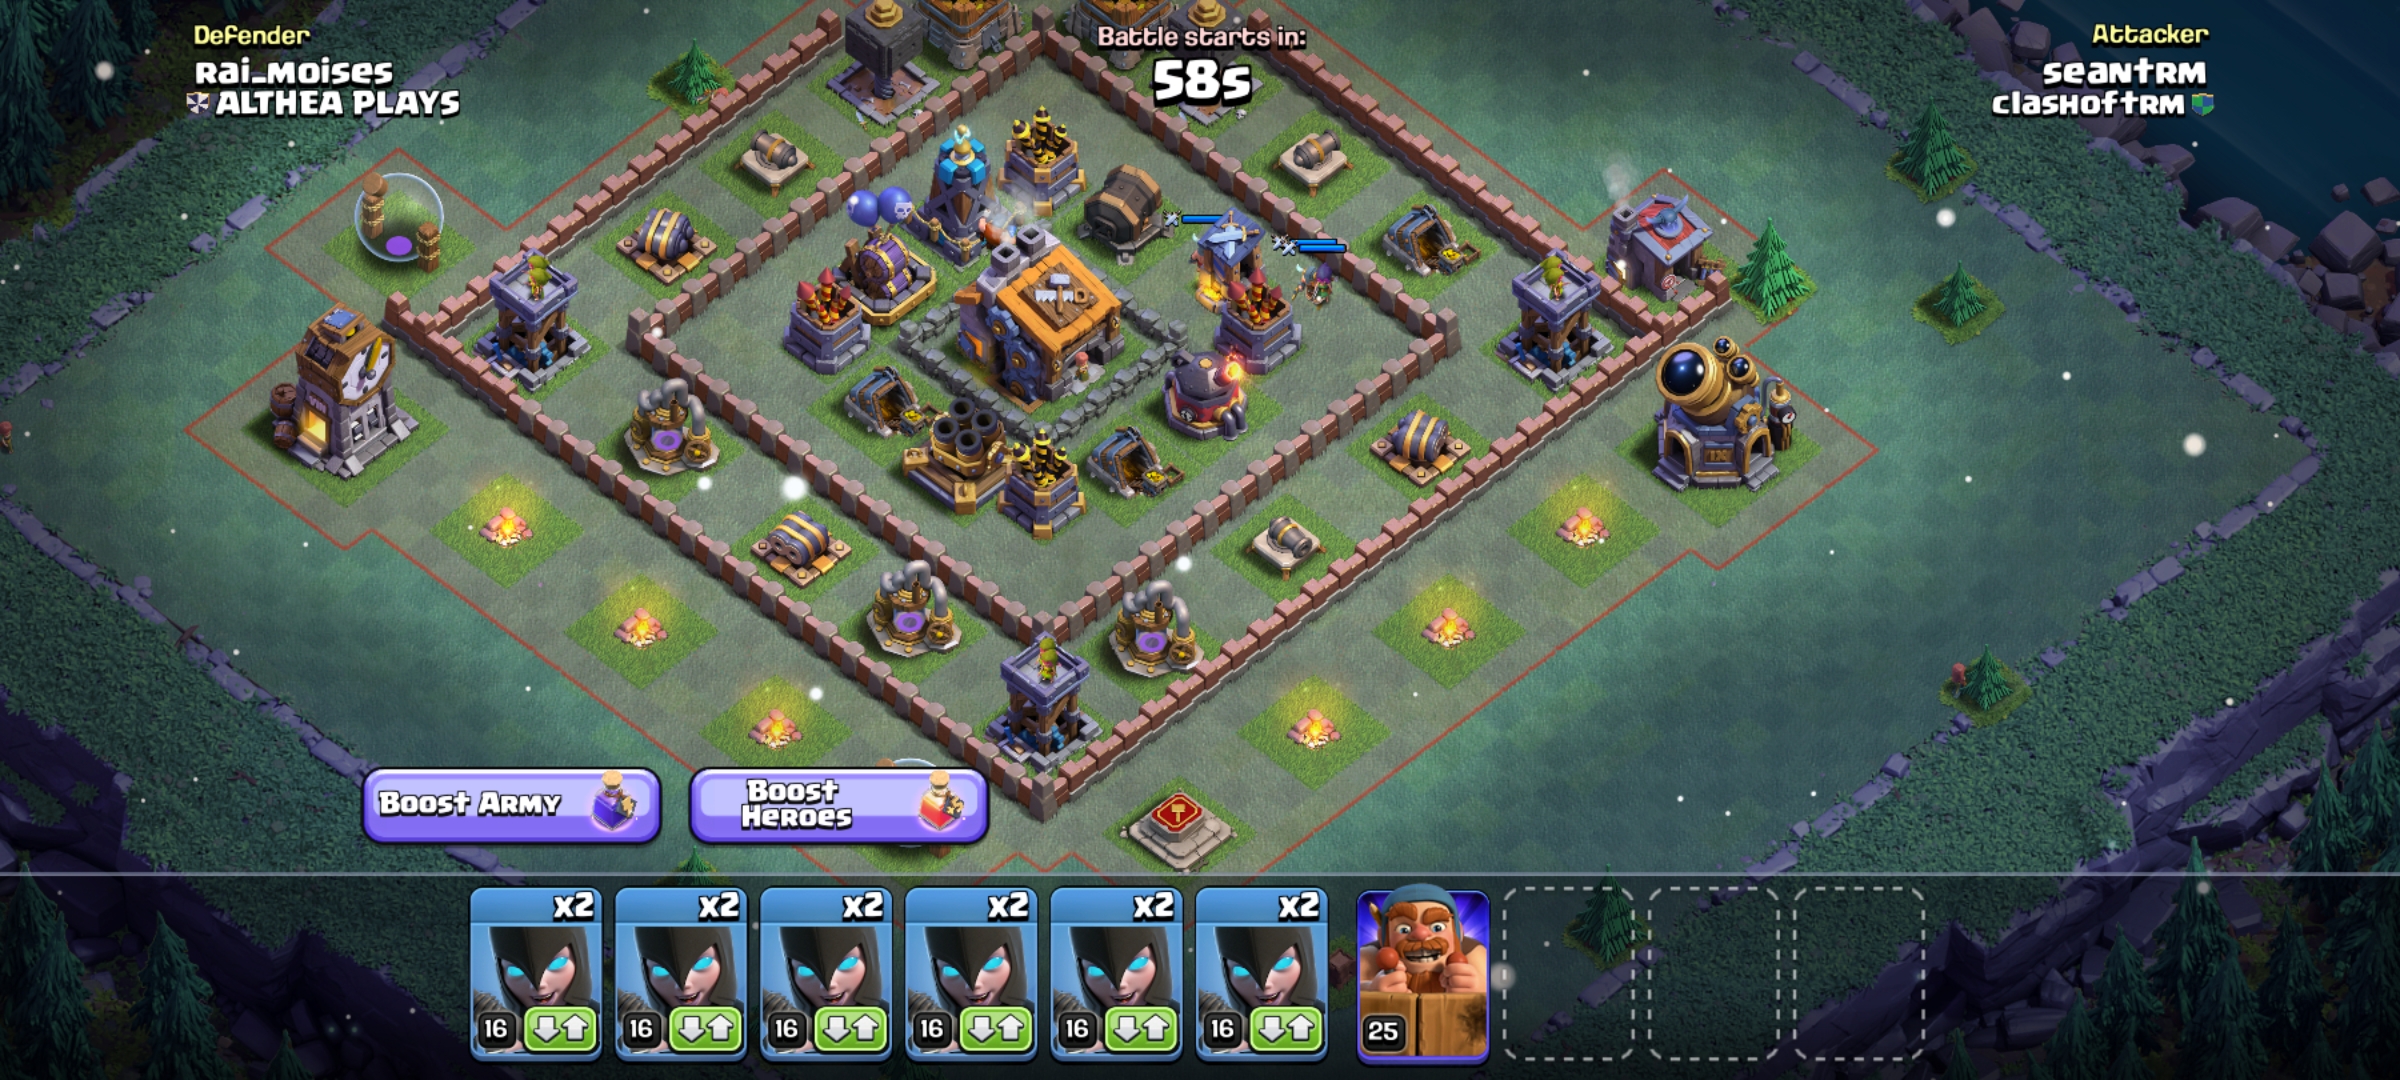 Defender
Rai_Moises
ALTHEA PLAYS
Battle starts in:
58s
Attacker
seantRM
clashoftRM
Boost Army
Boost
Heroes
x2
x2
x2
x2
x2
x2
16
16
16
16
16
16
25